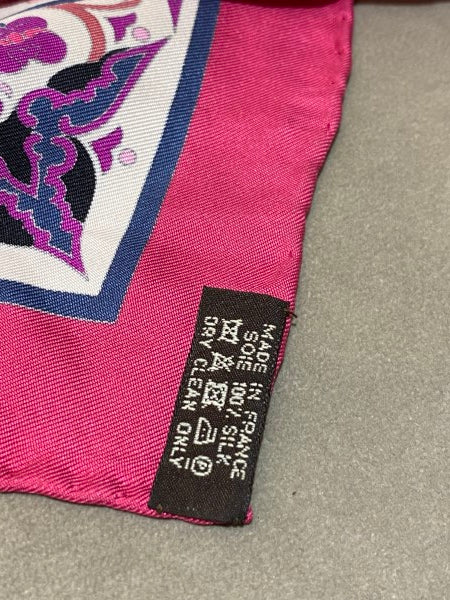 MADE IN FRANCE
SOIE 100% SILK
P
DRY CLEAN ONLY